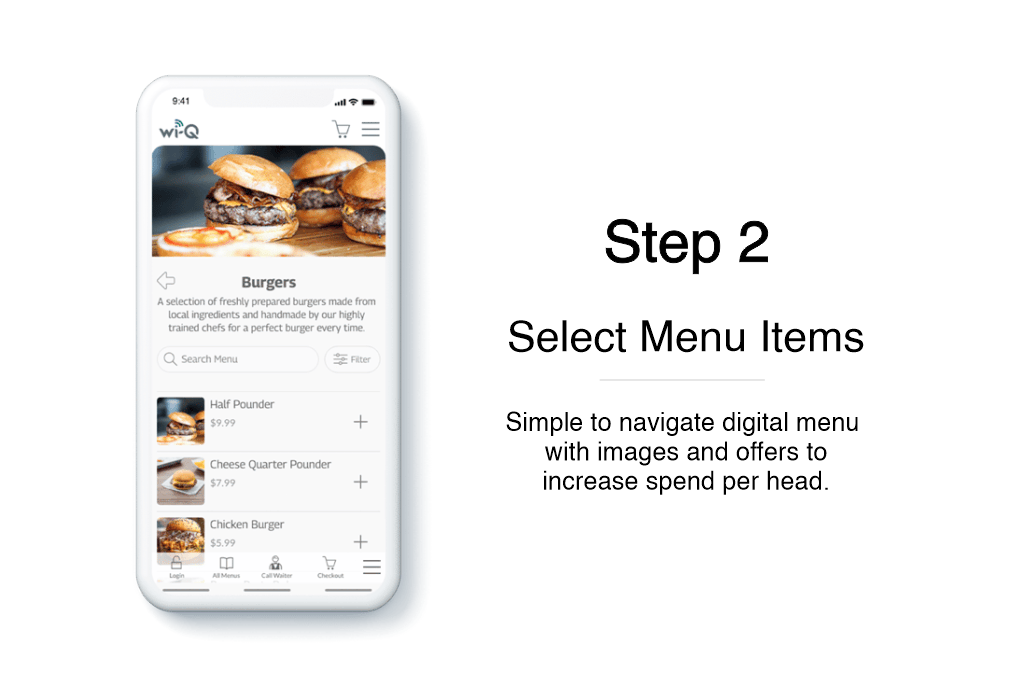 9:41
wi-Q
Burgers
A selection of freshly prepared burgers made from
local ingredients and handmade by our highly
trained chefs for a perfect burger every time.
Search Menu
Filter
Half Pounder
$9.99
Cheese Quarter Pounder
$7.99
Chicken Burger
$5.99
Login
All Menus
Call Waiter
Checkout
Step 2
Select Menu Items
Simple to navigate digital menu
with images and offers to
increase spend per head.